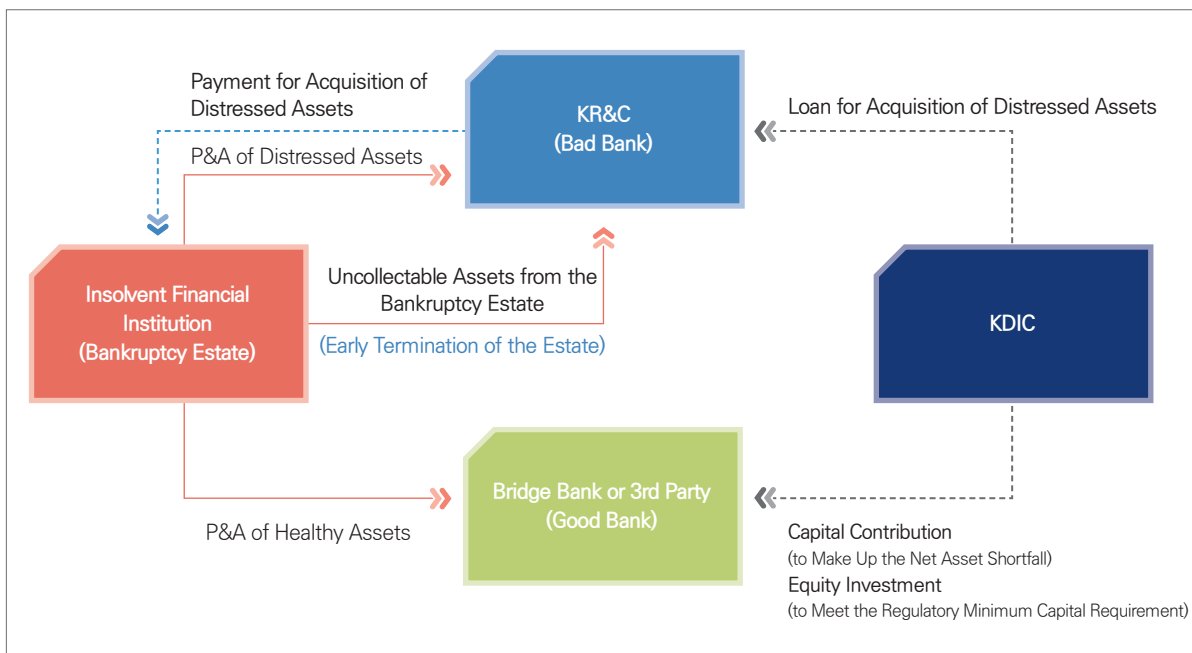 Payment for Acquisition of
Distressed Assets
KR&C
(Bad Bank)
Loan for Acquisition of Distressed Assets
P&A of Distressed Assets
Insolvent Financial
Institution
(Bankruptcy Estate)
Uncollectable Assets from the
Bankruptcy Estate
(Early Termination of the Estate)
KDIC
Bridge Bank or 3rd Party
(Good Bank)
P&A of Healthy Assets
Capital Contribution
(to Make Up the Net Asset Shortfall)
Equity Investment
(to Meet the Regulatory Minimum Capital Requirement)